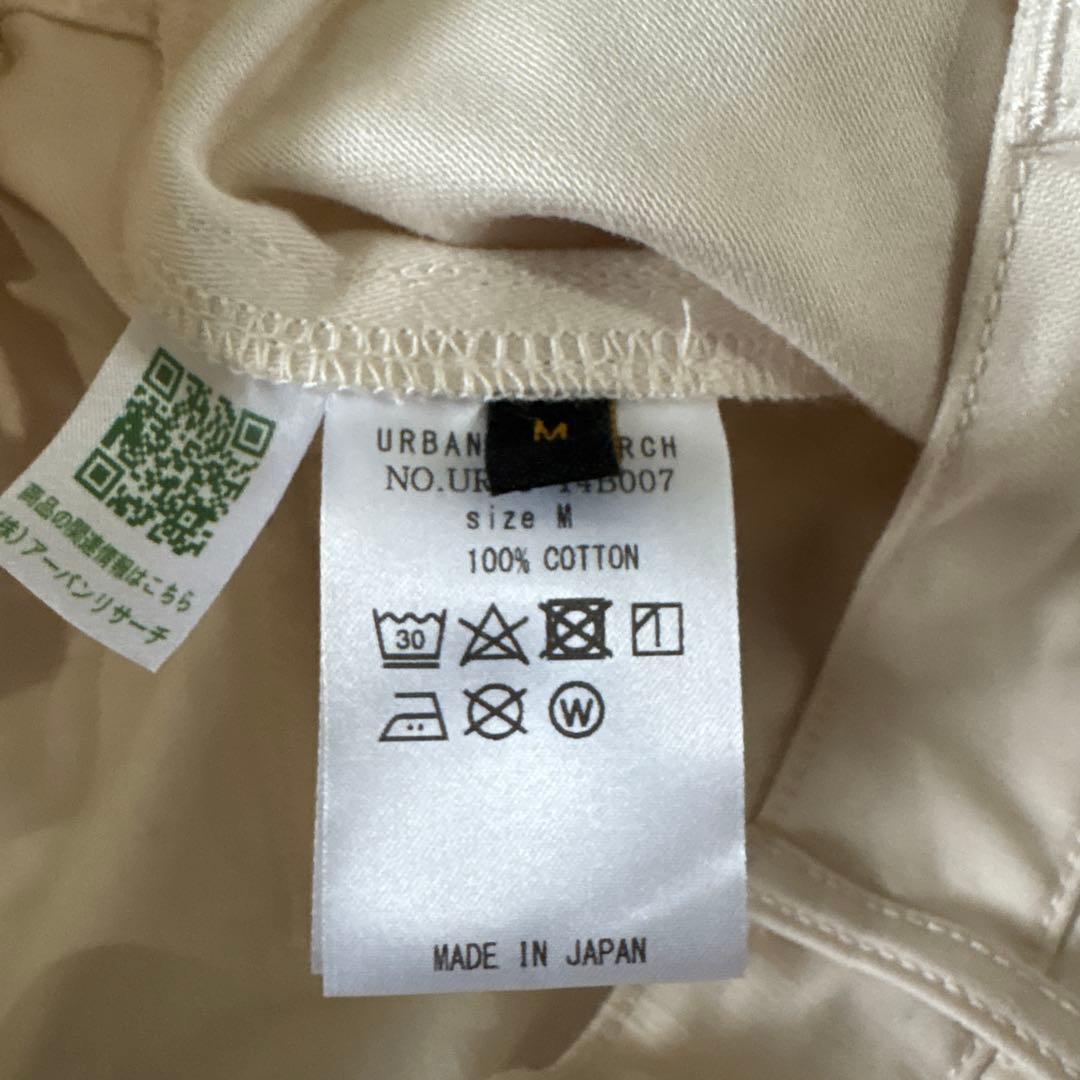 商品の関連情報はこちら
(株)アーバンリサーチ
M
URBAN RCH
NO.UR 14B007
size M
100% COTTON
30
W
MADE IN JAPAN